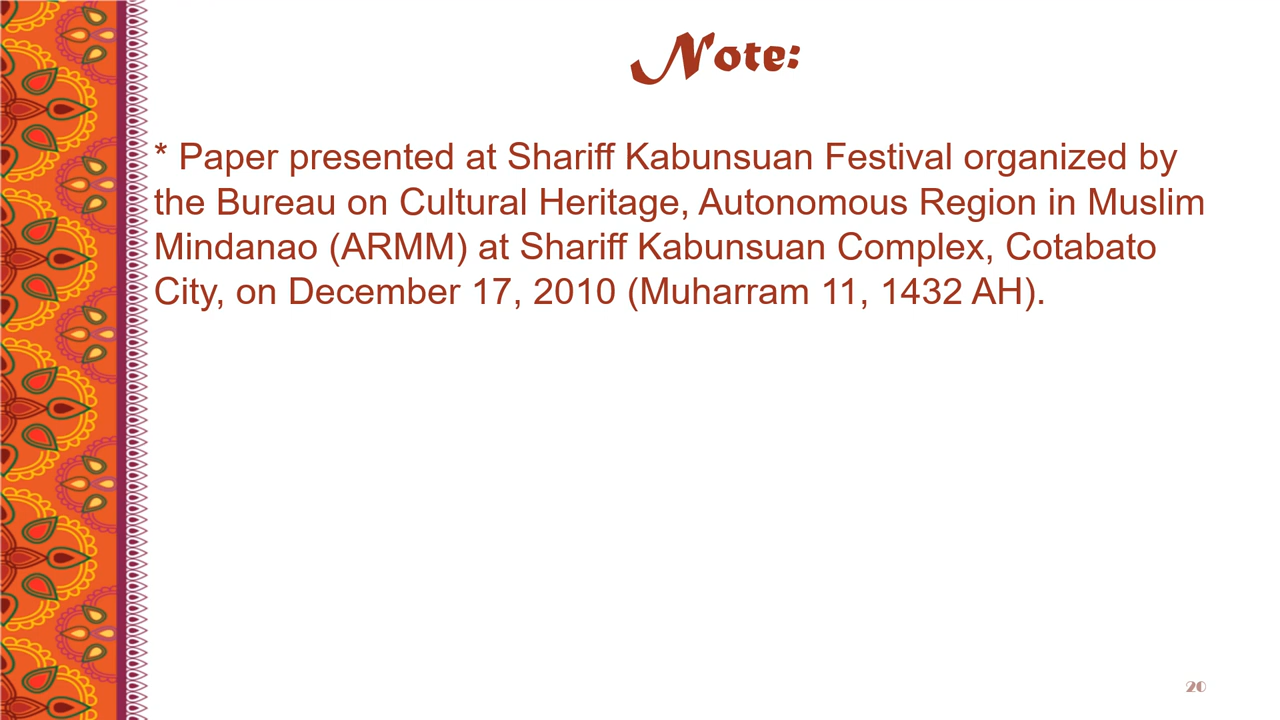 Note:
* Paper presented at Shariff Kabunsuan Festival organized by
the Bureau on Cultural Heritage, Autonomous Region in Muslim
Mindanao (ARMM) at Shariff Kabunsuan Complex, Cotabato
City, on December 17, 2010 (Muharram 11, 1432 AH).
20